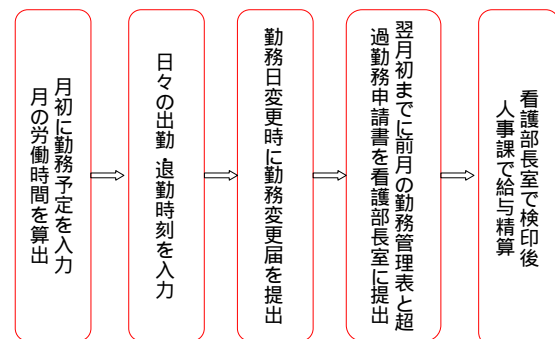 月初に勤務予定を入力
月の労働時間を算出
日々の出勤・退勤時刻を入力
勤務日変更時に勤務変更届を提出
翌月初までに前月の勤務管理表と超
過勤務申請書を看護部長室に提出
看護部長室で検印後
人事課で給与精算